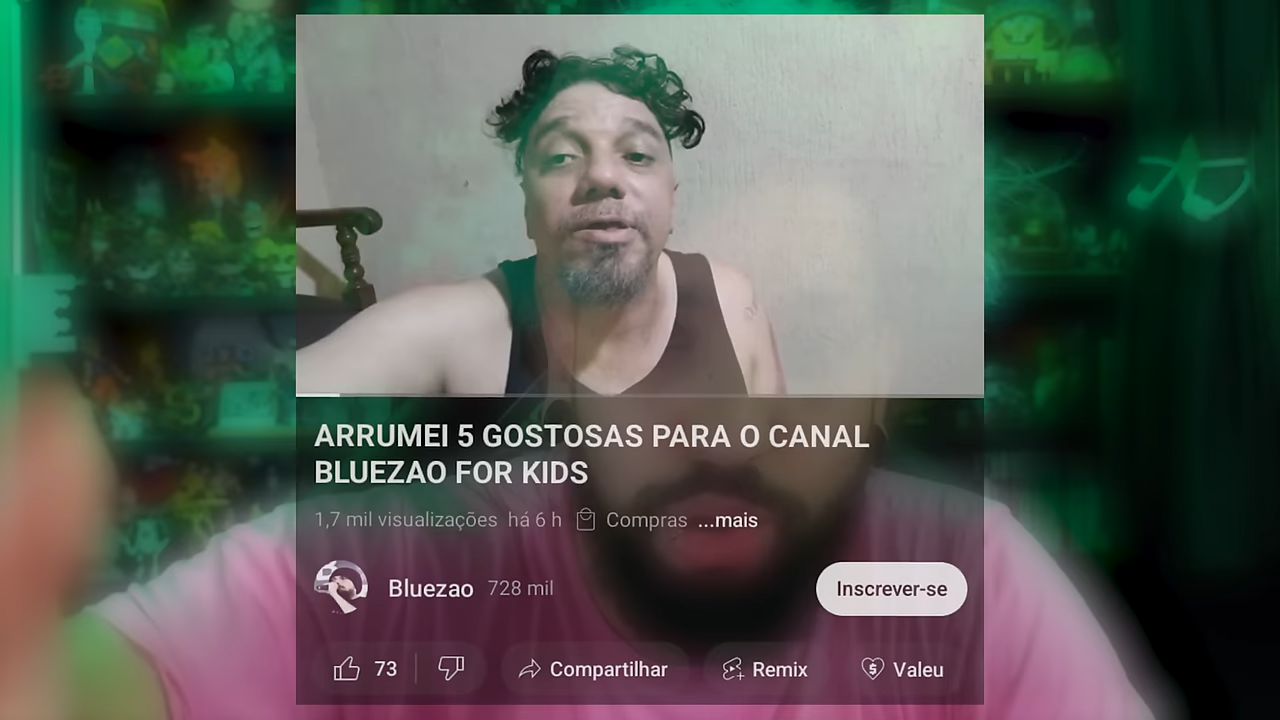 ARRUMEI 5 GOSTOSAS PARA O CANAL
BLUEZAO FOR KIDS
1,7 mil visualizações há 6 h Compras ...mais
Bluezao 728 mil
Inscrever-se
73 Compartilhar Remix Valeu